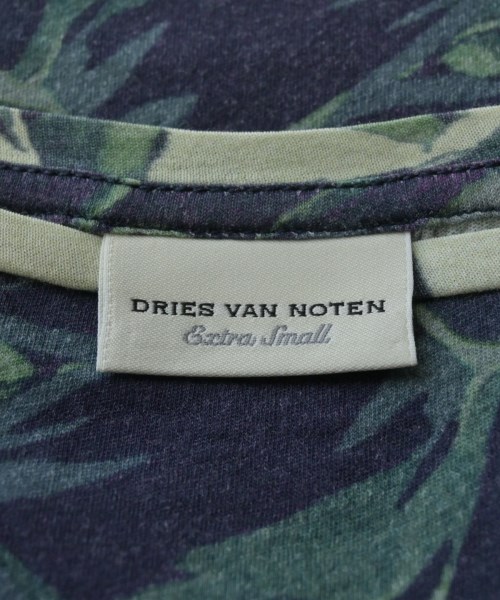 DRIES VAN NOTEN
Extra Small